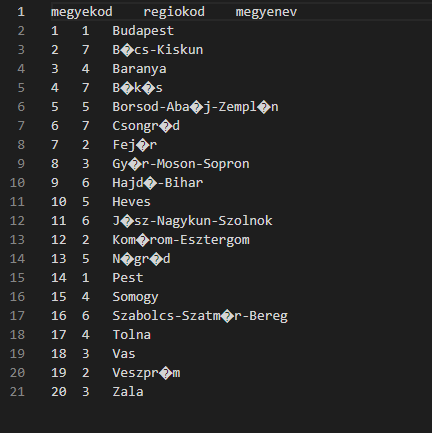 1 megyekod regiokod megyenev
2 1 1 Budapest
3 2 7 B�cs-Kiskun
4 3 4 Baranya
5 4 7 B�k�s
6 5 5 Borsod-Aba�j-Zempl�n
7 6 7 Csongr�d
8 7 2 Fej�r
9 8 3 Gy�r-Moson-Sopron
10 9 6 Hajd�-Bihar
11 10 5 Heves
12 11 6 J�sz-Nagykun-Szolnok
13 12 2 Kom�rom-Esztergom
14 13 5 N�gr�d
15 14 1 Pest
16 15 4 Somogy
17 16 6 Szabolcs-Szatm�r-Bereg
18 17 4 Tolna
19 18 3 Vas
20 19 2 Veszpr�m
21 20 3 Zala